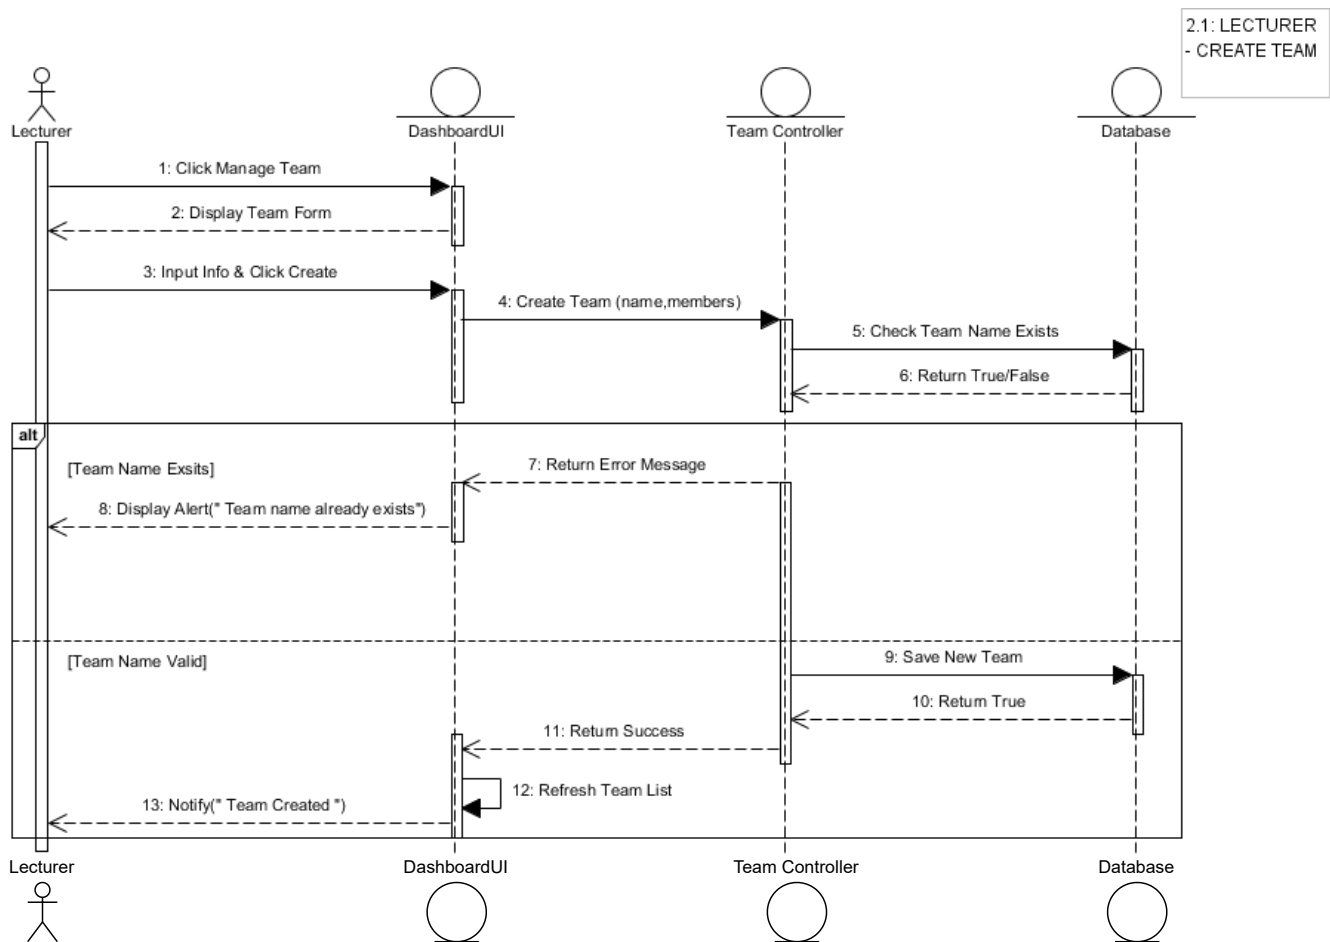 2.1: LECTURER
- CREATE TEAM
Lecturer
DashboardUI
Team Controller
Database
1: Click Manage Team
2: Display Team Form
3: Input Info & Click Create
4: Create Team (name,members)
5: Check Team Name Exists
6: Return True/False
alt
[Team Name Exsits]
7: Return Error Message
8: Display Alert(" Team name already exists")
[Team Name Valid]
9: Save New Team
10: Return True
11: Return Success
12: Refresh Team List
13: Notify(" Team Created ")
Lecturer
DashboardUI
Team Controller
Database